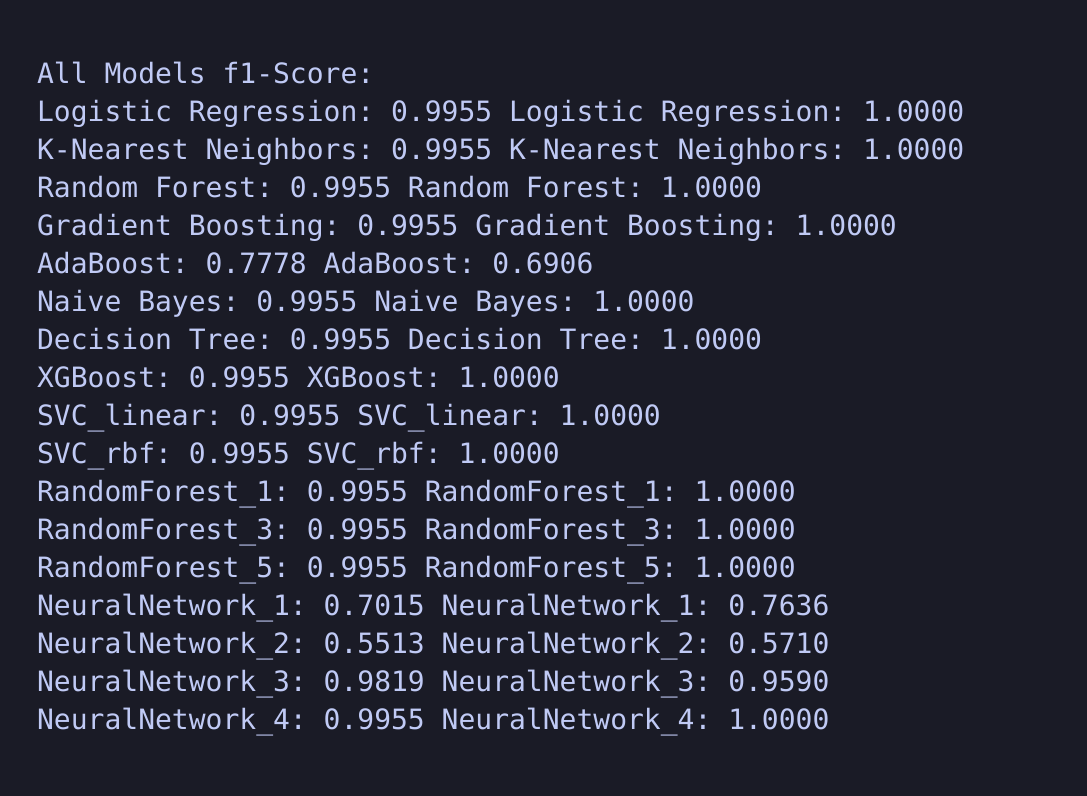 All Models f1-Score:
Logistic Regression: 0.9955 Logistic Regression: 1.0000
K-Nearest Neighbors: 0.9955 K-Nearest Neighbors: 1.0000
Random Forest: 0.9955 Random Forest: 1.0000
Gradient Boosting: 0.9955 Gradient Boosting: 1.0000
AdaBoost: 0.7778 AdaBoost: 0.6906
Naive Bayes: 0.9955 Naive Bayes: 1.0000
Decision Tree: 0.9955 Decision Tree: 1.0000
XGBoost: 0.9955 XGBoost: 1.0000
SVC_linear: 0.9955 SVC_linear: 1.0000
SVC_rbf: 0.9955 SVC_rbf: 1.0000
RandomForest_1: 0.9955 RandomForest_1: 1.0000
RandomForest_3: 0.9955 RandomForest_3: 1.0000
RandomForest_5: 0.9955 RandomForest_5: 1.0000
NeuralNetwork_1: 0.7015 NeuralNetwork_1: 0.7636
NeuralNetwork_2: 0.5513 NeuralNetwork_2: 0.5710
NeuralNetwork_3: 0.9819 NeuralNetwork_3: 0.9590
NeuralNetwork_4: 0.9955 NeuralNetwork_4: 1.0000